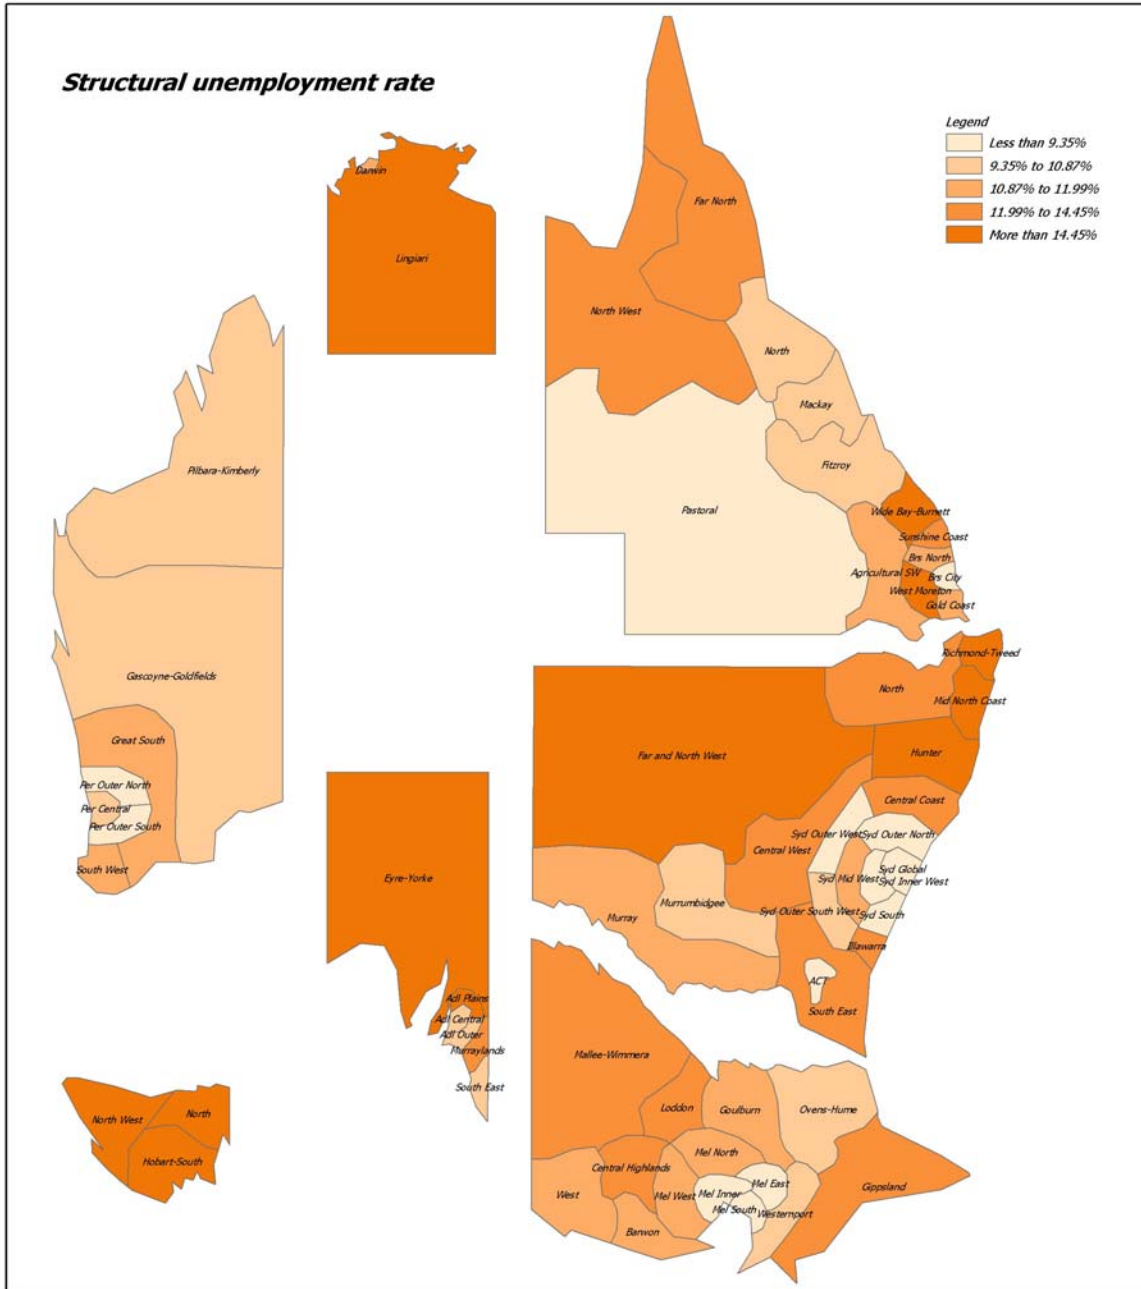 Structural unemployment rate
Legend
Less than 9.35%
9.35% to 10.87%
10.87% to 11.99%
11.99% to 14.45%
More than 14.45%
Darwin
Lingiari
Far North
North West
North
Mackay
Fitzroy
Pilbara-Kimberly
Pastoral
Wide Bay-Burnett
Sunshine Coast
Brs North
Agricultural SW
Brs City
West Moreton
Gold Coast
Gascoyne-Goldfields
Great South
Per Outer North
Per Central
Per Outer South
South West
Richmond-Tweed
North
Mid North Coast
Far and North West
Hunter
Central Coast
Syd Outer West
Syd Outer North
Central West
Syd Global
Syd Mid West
Syd Inner West
Murrumbidgee
Syd Outer South West
Syd South
Murray
Illawarra
ACT
South East
Eyre-Yorke
Adl Plains
Adl Central
Adl Outer
Murraylands
South East
North West
North
Hobart-South
Mallee-Wimmera
Loddon
Goulburn
Ovens-Hume
Mel North
Central Highlands
Mel East
Gippsland
West
Mel West
Mel Inner
Mel South
Westernport
Barwon